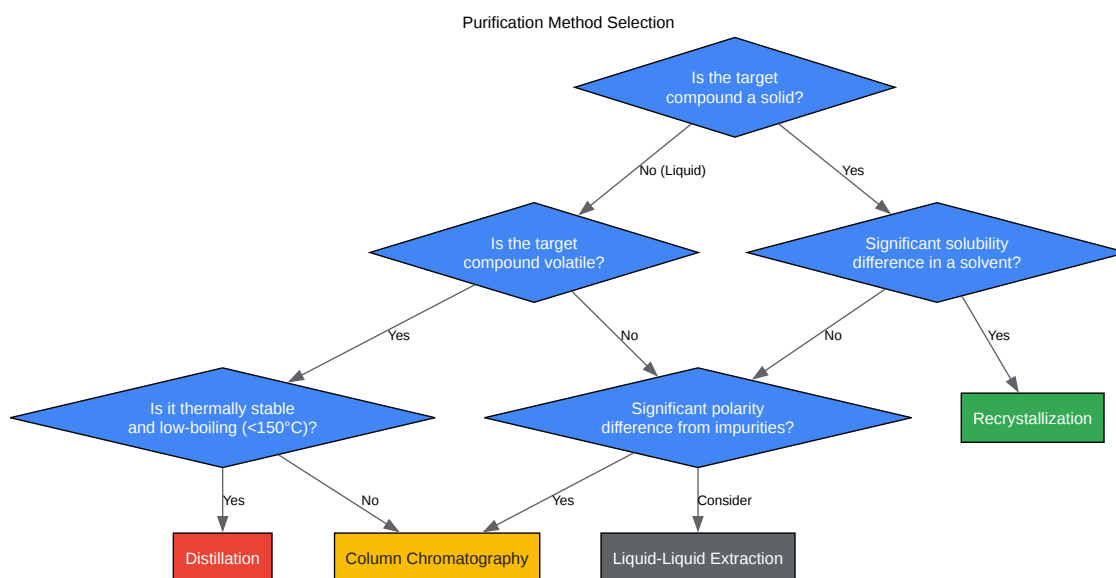 Purification Method Selection
Is the target
compound a solid?
No (Liquid)
Yes
Is the target
compound volatile?
Significant solubility
difference in a solvent?
Yes
No
No
Yes
Is it thermally stable
and low-boiling (<150°C)?
Significant polarity
difference from impurities?
Recrystallization
Yes
No
Yes
Consider
Distillation
Column Chromatography
Liquid-Liquid Extraction